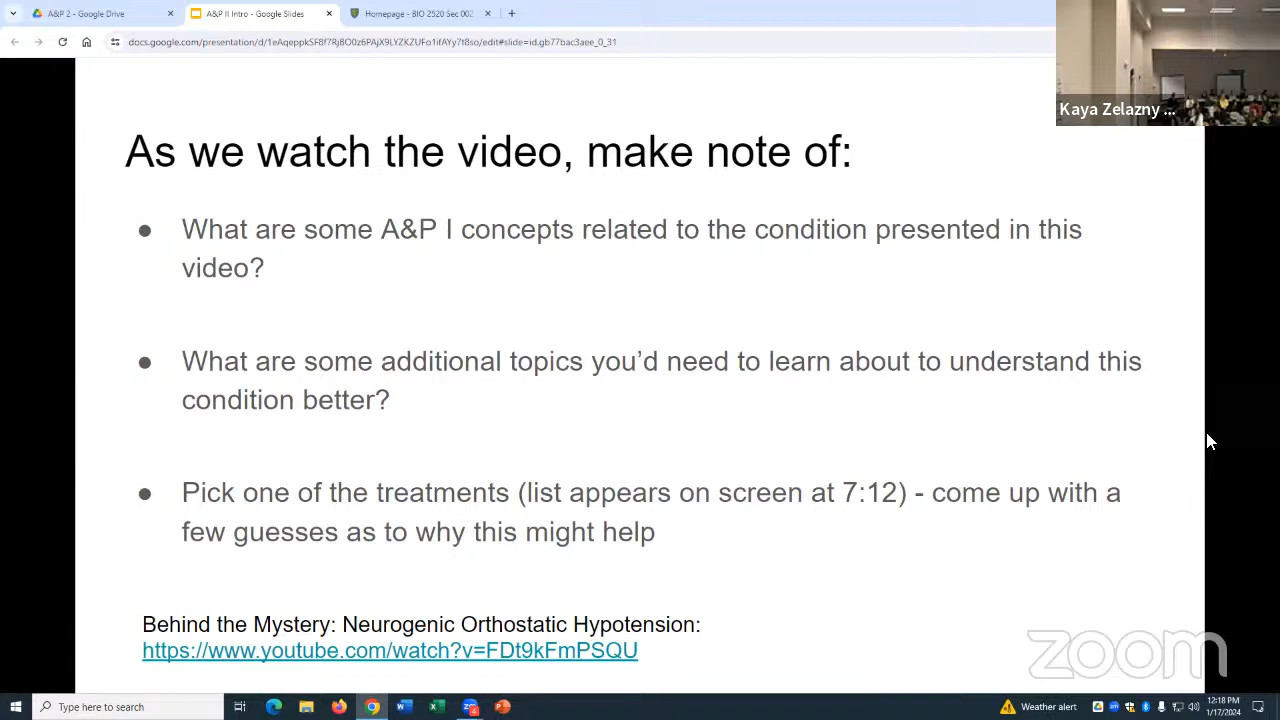 A&P 2 - Google Drive
A&P II Intro - Google Slides
Homepage - BIO 2520 Sec 002
docs.google.com/presentation/d/1eAqeppkSF8f7RjBO0z6PAjX9LYZKZUFo1ifAYy7t8so/edit#slide=id.gb77bac3aee_0_31
Kaya Zelazny ...
As we watch the video, make note of:
● What are some A&P I concepts related to the condition presented in this
video?
● What are some additional topics you'd need to learn about to understand this
condition better?
● Pick one of the treatments (list appears on screen at 7:12) - come up with a
few guesses as to why this might help
Behind the Mystery: Neurogenic Orthostatic Hypotension:
https://www.youtube.com/watch?v=FDt9kFmPSQU
zoom
Type here to search
Weather alert
12:18 PM
1/17/2024